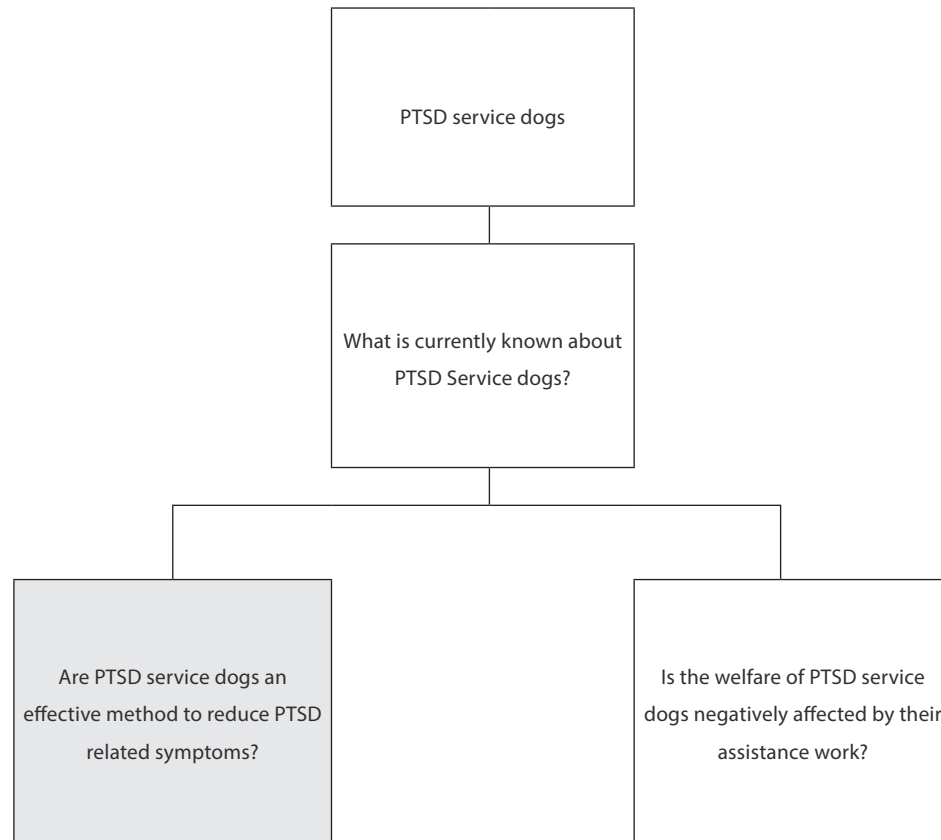 PTSD service dogs
What is currently known about
PTSD Service dogs?
Are PTSD service dogs an
effective method to reduce PTSD
related symptoms?
Is the welfare of PTSD service
dogs negatively affected by their
assistance work?